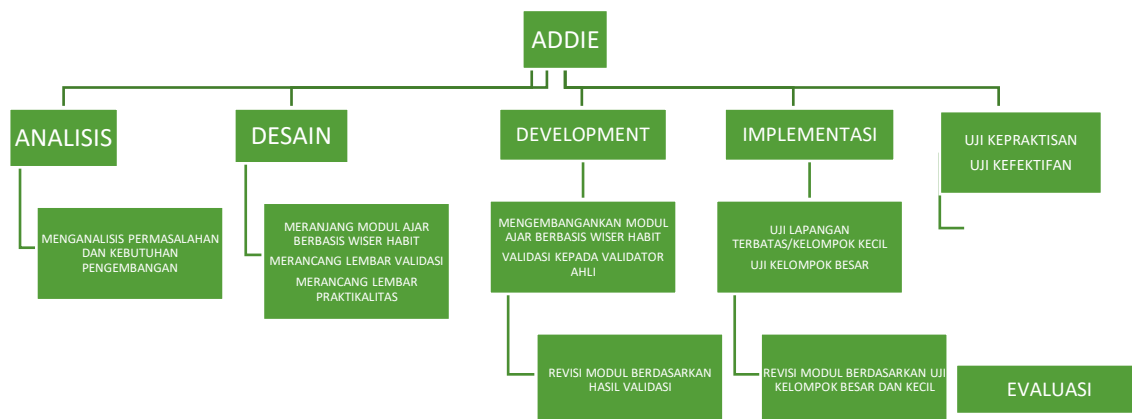 ADDIE
ANALISIS
DESAIN
DEVELOPMENT
IMPLEMENTASI
UJI KEPRAKTISAN
UJI KEFEKTIFAN
MENGANALISIS PERMASALAHAN
DAN KEBUTUHAN
PENGEMBANGAN
MERANJANG MODUL AJAR
BERBASIS WISER HABIT
MERANCANG LEMBAR VALIDASI
MERANCANG LEMBAR
PRAKTIKALITAS
MENGEMBANGANKAN MODUL
AJAR BERBASIS WISER HABIT
VALIDASI KEPADA VALIDATOR
AHLI
UJI LAPANGAN
TERBATAS/KELOMPOK KECIL
UJI KELOMPOK BESAR
REVISI MODUL BERDASARKAN
HASIL VALIDASI
REVISI MODUL BERDASARKAN UJI
KELOMPOK BESAR DAN KECIL
EVALUASI